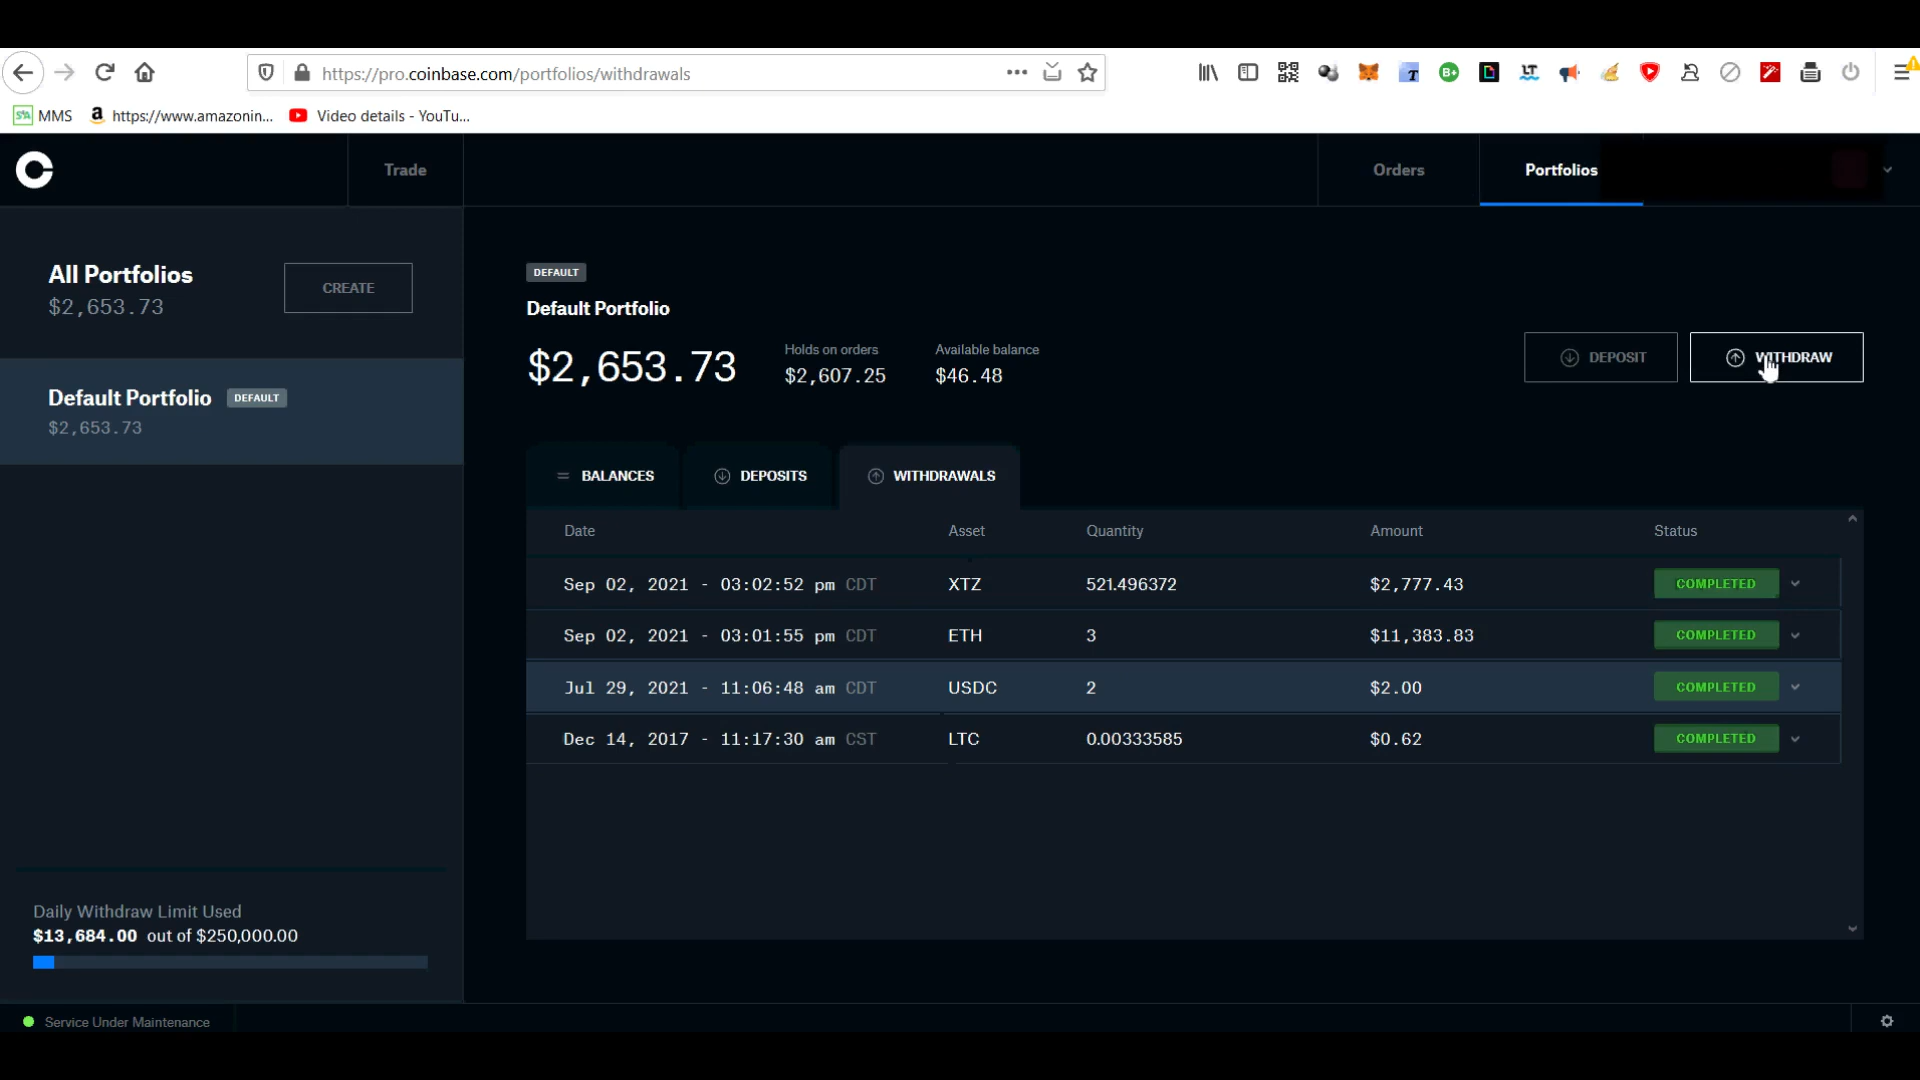 https://pro.coinbase.com/portfolios/withdrawals
MMS https://www.amazonin... Video details - YouTu...
Trade Orders Portfolios
All Portfolios
$2,653.73
CREATE
Default Portfolio DEFAULT
$2,653.73
DEFAULT
Default Portfolio
$2,653.73
Holds on orders
$2,607.25
Available balance
$46.48
DEPOSIT WITHDRAW
BALANCES DEPOSITS WITHDRAWALS
Date Asset Quantity Amount Status
Sep 02, 2021 - 03:02:52 pm CDT XTZ 521.496372 $2,777.43 COMPLETED
Sep 02, 2021 - 03:01:55 pm CDT ETH 3 $11,383.83 COMPLETED
Jul 29, 2021 - 11:06:48 am CDT USDC 2 $2.00 COMPLETED
Dec 14, 2017 - 11:17:30 am CST LTC 0.00333585 $0.62 COMPLETED
Daily Withdraw Limit Used
$13,684.00 out of $250,000.00
Service Under Maintenance